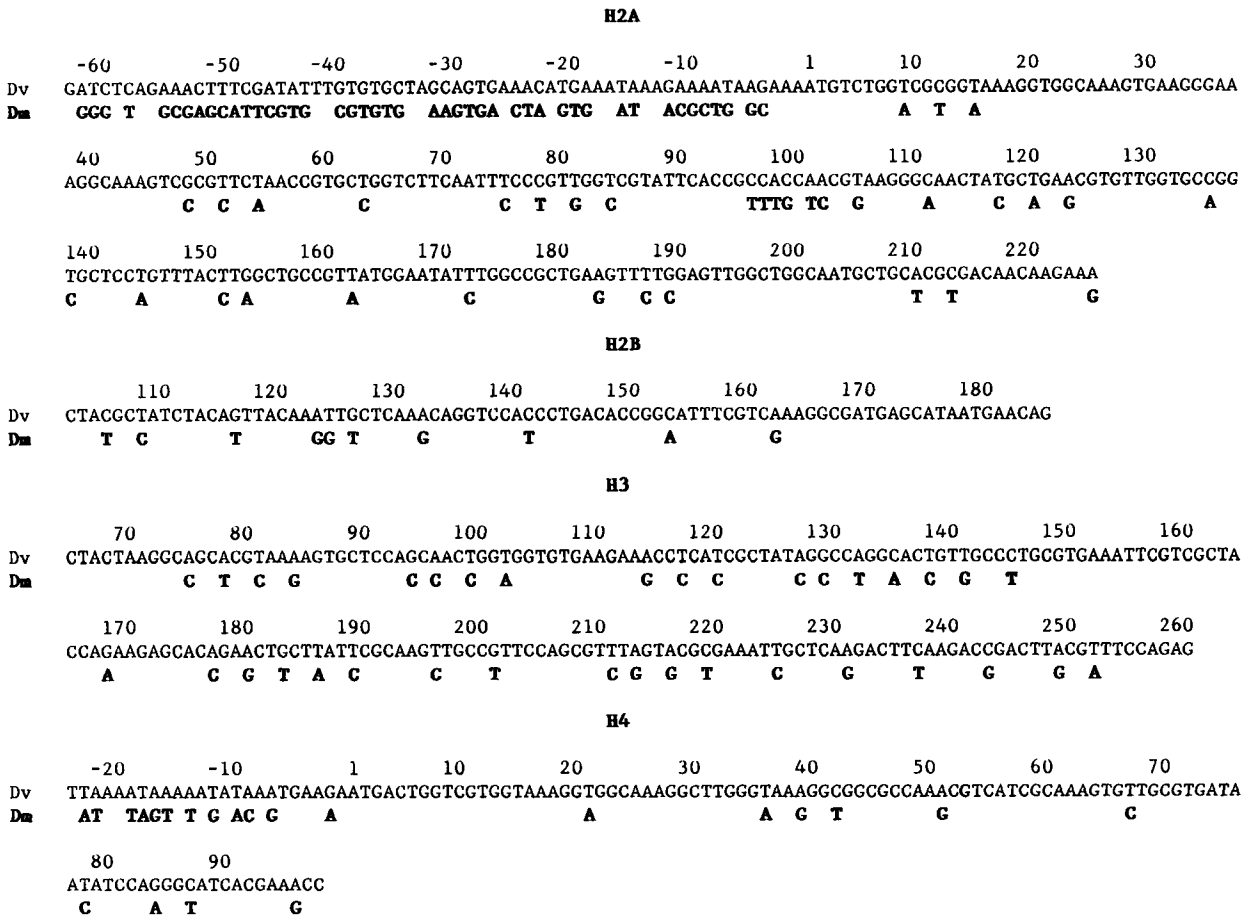 H2A
-60 -50 -40 -30 -20 -10 1 10 20 30
Dv GATCTCAGAAACTTTCGATATTTGTGTGCTAGCAGTGAAACATGAAATAAAGAAAATAAGAAAATGTCTGGTCGCGGTAAAGGTGGCAAAGTGAAGGGAA
Dm GGG T GCGAGCATTCGTG CGTGTG AAGTGA CTA GTG AT ACGCTG GC A T A
40 50 60 70 80 90 100 110 120 130
AGGCAAAGTCGCGTTCTAACCGTGCTGGTCTTCAATTTCCCGTTGGTCGTATTCACCGCCACCAACGTAAGGGCAACTATGCTGAACGTGTTGGTGCCGG
C C A C C T G C TTTG TC G A C A G A
140 150 160 170 180 190 200 210 220
TGCTCCTGTTTACTTGGCTGCCGTTATGGAATATTTGGCCGCTGAAGTTTTGGAGTTGGCTGGCAATGCTGCACGCGACAACAAGAAA
C A C A A C G C C T T G
H2B
110 120 130 140 150 160 170 180
Dv CTACGCTATCTACAGTTACAAATTGCTCAAACAGGTCCACCCTGACACCGGCATTTCGTCAAAGGCGATGAGCATAATGAACAG
Dm T C T GG T G T A G
H3
70 80 90 100 110 120 130 140 150 160
Dv CTACTAAGGCAGCACGTAAAAGTGCTCCAGCAACTGGTGGTGTGAAGAAACCTCATCGCTATAGGCCAGGCACTGTTGCCCTGCGTGAAATTCGTCGCTA
Dm C T C G C C C A G C C C C T A C G T
170 180 190 200 210 220 230 240 250 260
CCAGAAGAGCACAGAACTGCTTATTCGCAAGTTGCCGTTCCAGCGTTTAGTACGCGAAATTGCTCAAGACTTCAAGACCGACTTACGTTTCCAGAG
A C G T A C C T C G G T C G T G G A
H4
-20 -10 1 10 20 30 40 50 60 70
Dv TTAAAATAAAAATATAAATGAAGAATGACTGGTCGTGGTAAAGGTGGCAAAGGCTTGGGTAAAGGCGGCGCCAAACGTCATCGCAAAGTGTTGCGTGATA
Dm AT TAGT T G AC G A A A G T G C
80 90
ATATCCAGGGCATCACGAAACC
C A T G